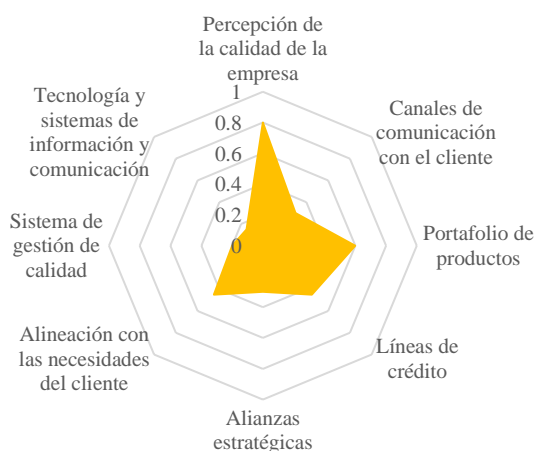 Percepción de
la calidad de la
empresa
Canales de
comunicación
con el cliente
Portafolio de
productos
Líneas de
crédito
Alianzas
estratégicas
Alineación con
las necesidades
del cliente
Sistema de
gestión de
calidad
Tecnología y
sistemas de
información y
comunicación
1
0.8
0.6
0.4
0.2
0